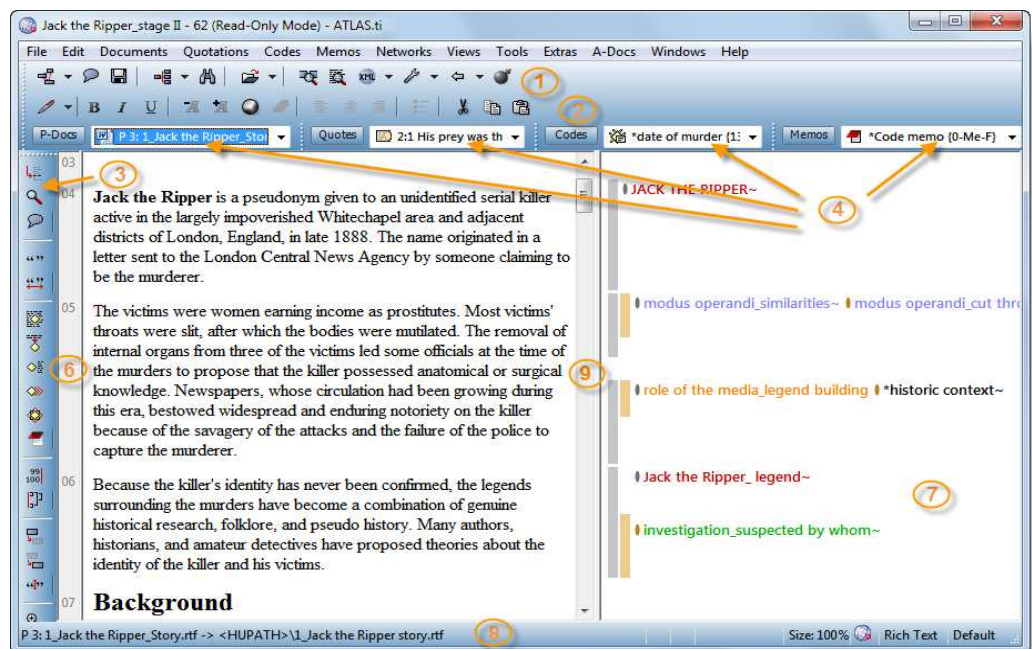 Jack the Ripper_stage II - 62 (Read-Only Mode) - ATLAS.ti
File Edit Documents Quotations Codes Memos Networks Views Tools Extras A-Docs Windows Help
XML
1
B I U A A
2
P-Docs P 3: 1_Jack the Ripper_Stor Quotes 2:1 His prey was th Codes *date of murder {13 Memos *Code memo {0-Me-F}
3
4
03
04 Jack the Ripper is a pseudonym given to an unidentified serial killer
active in the largely impoverished Whitechapel area and adjacent
districts of London, England, in late 1888. The name originated in a
letter sent to the London Central News Agency by someone claiming to
be the murderer.
JACK THE RIPPER~
05 The victims were women earning income as prostitutes. Most victims'
throats were slit, after which the bodies were mutilated. The removal of
internal organs from three of the victims led some officials at the time of
the murders to propose that the killer possessed anatomical or surgical
knowledge. Newspapers, whose circulation had been growing during
this era, bestowed widespread and enduring notoriety on the killer
because of the savagery of the attacks and the failure of the police to
capture the murderer.
modus operandi_similarities~ modus operandi_cut thro
6
9
role of the media_legend building *historic context~
99
100
06 Because the killer's identity has never been confirmed, the legends
surrounding the murders have become a combination of genuine
historical research, folklore, and pseudo history. Many authors,
historians, and amateur detectives have proposed theories about the
identity of the killer and his victims.
Jack the Ripper_ legend~
7
investigation_suspected by whom~
07 Background
P 3: 1_Jack the Ripper_Story.rtf -> <HUPATH>\1_Jack the Ripper story.rtf 8 Size: 100% Rich Text Default